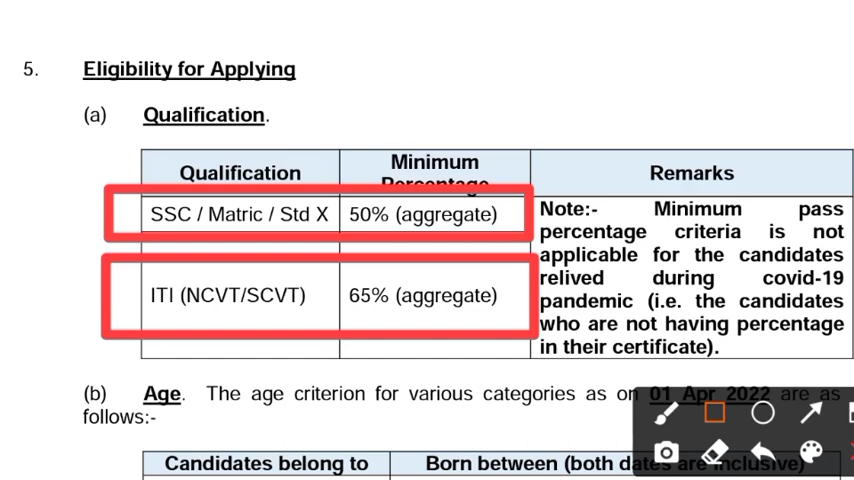 5. Eligibility for Applying
(a) Qualification.
Qualification
Minimum
Percentage
Remarks
SSC / Matric / Std X 50% (aggregate)
ITI (NCVT/SCVT) 65% (aggregate)
Note:- Minimum pass
percentage criteria is not
applicable for the candidates
relived during covid-19
pandemic (i.e. the candidates
who are not having percentage
in their certificate).
(b) Age. The age criterion for various categories as on 01 Apr 2022 are as
follows:-
Candidates belong to Born between (both dates are inclusive)